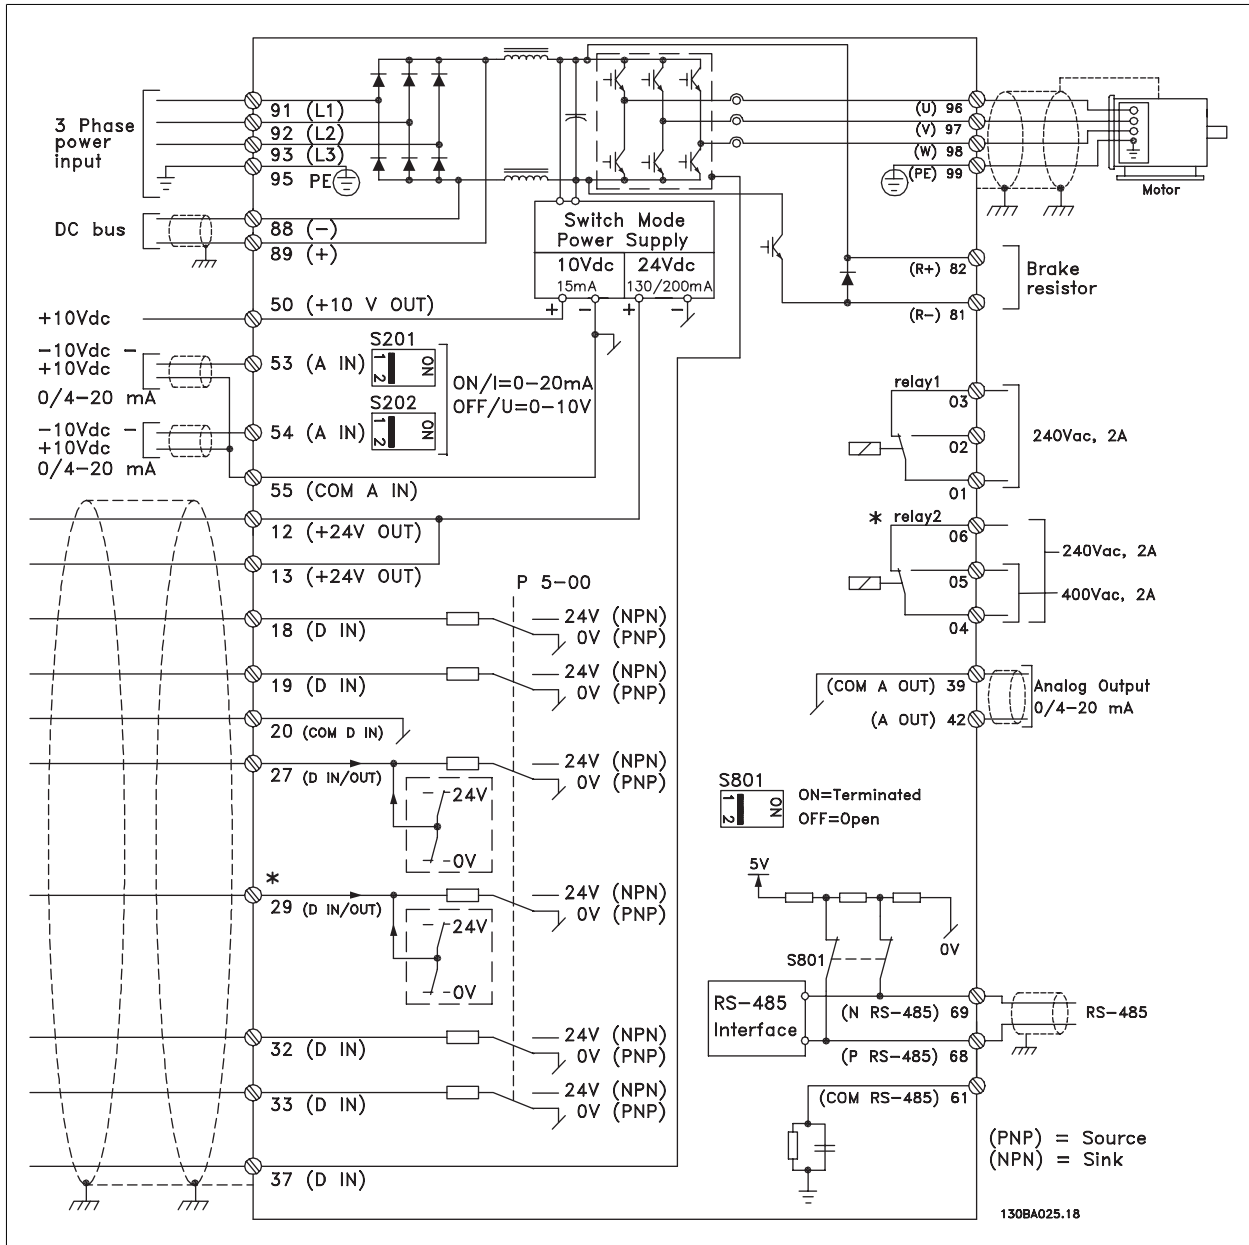 3 Phase
power
input
91 (L1)
92 (L2)
93 (L3)
95 PE
DC bus
88 (−)
89 (+)
+10Vdc
50 (+10 V OUT)
−10Vdc −
+10Vdc
0/4−20 mA
53 (A IN)
S201
1 2
ON
ON/I=0−20mA
OFF/U=0−10V
−10Vdc −
+10Vdc
0/4−20 mA
54 (A IN)
S202
1 2
ON
55 (COM A IN)
12 (+24V OUT)
13 (+24V OUT)
P 5-00
18 (D IN)
24V (NPN)
0V (PNP)
19 (D IN)
24V (NPN)
0V (PNP)
20 (COM D IN)
27 (D IN/OUT)
24V (NPN)
0V (PNP)
24V
0V
*
29 (D IN/OUT)
24V (NPN)
0V (PNP)
24V
0V
32 (D IN)
24V (NPN)
0V (PNP)
33 (D IN)
24V (NPN)
0V (PNP)
37 (D IN)
Switch Mode
Power Supply
10Vdc
15mA
24Vdc
130/200mA
+ − + −
(U) 96
(V) 97
(W) 98
(PE) 99
Motor
(R+) 82
(R−) 81
Brake
resistor
relay1
03
02
01
240Vac, 2A
* relay2
06
05
04
240Vac, 2A
400Vac, 2A
(COM A OUT) 39
(A OUT) 42
Analog Output
0/4−20 mA
S801
1 2
ON
ON=Terminated
OFF=Open
5V
0V
S801
RS-485
Interface
(N RS-485) 69
(P RS-485) 68
RS-485
(COM RS-485) 61
(PNP) = Source
(NPN) = Sink
130BA025.18